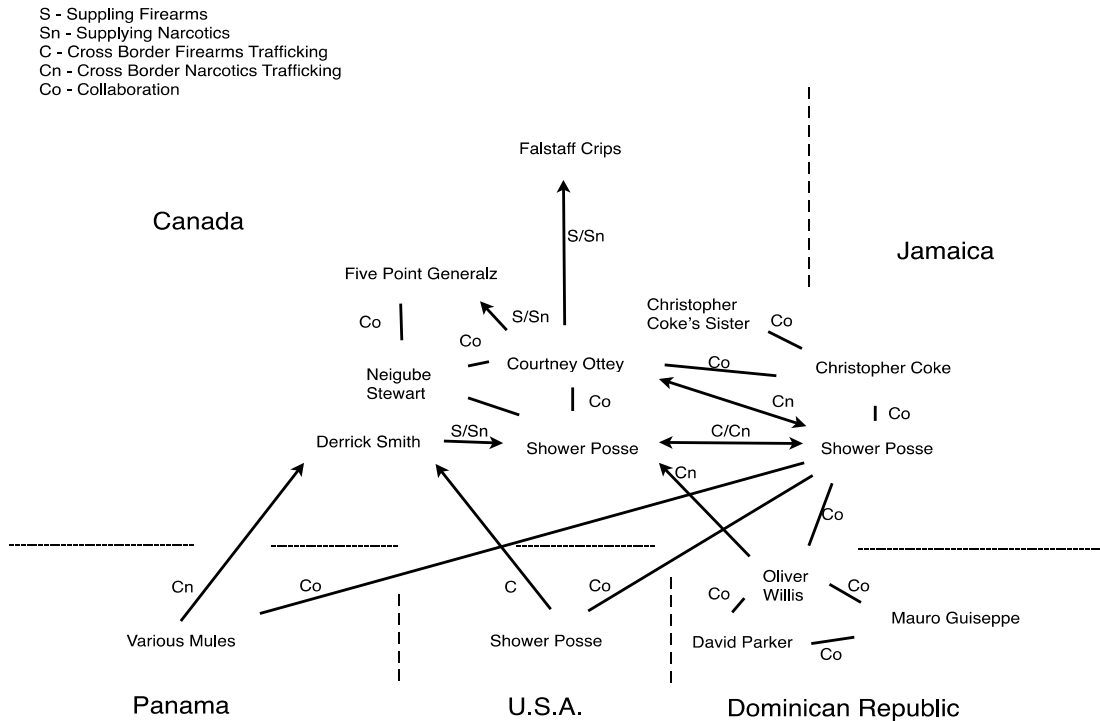 S - Suppling Firearms
Sn - Supplying Narcotics
C - Cross Border Firearms Trafficking
Cn - Cross Border Narcotics Trafficking
Co - Collaboration
Falstaff Crips
Canada
S/Sn
Jamaica
Five Point Generalz
Christopher
Coke's Sister
Co
S/Sn
Co
Co
Courtney Ottey
Co
Christopher Coke
Neigube
Stewart
Co
Cn
Co
Derrick Smith
S/Sn
Shower Posse
C/Cn
Shower Posse
Cn
Co
Cn
Co
C
Co
Oliver
Willis
Co
Co
Mauro Guiseppe
Various Mules
Shower Posse
David Parker
Co
Panama
U.S.A.
Dominican Republic